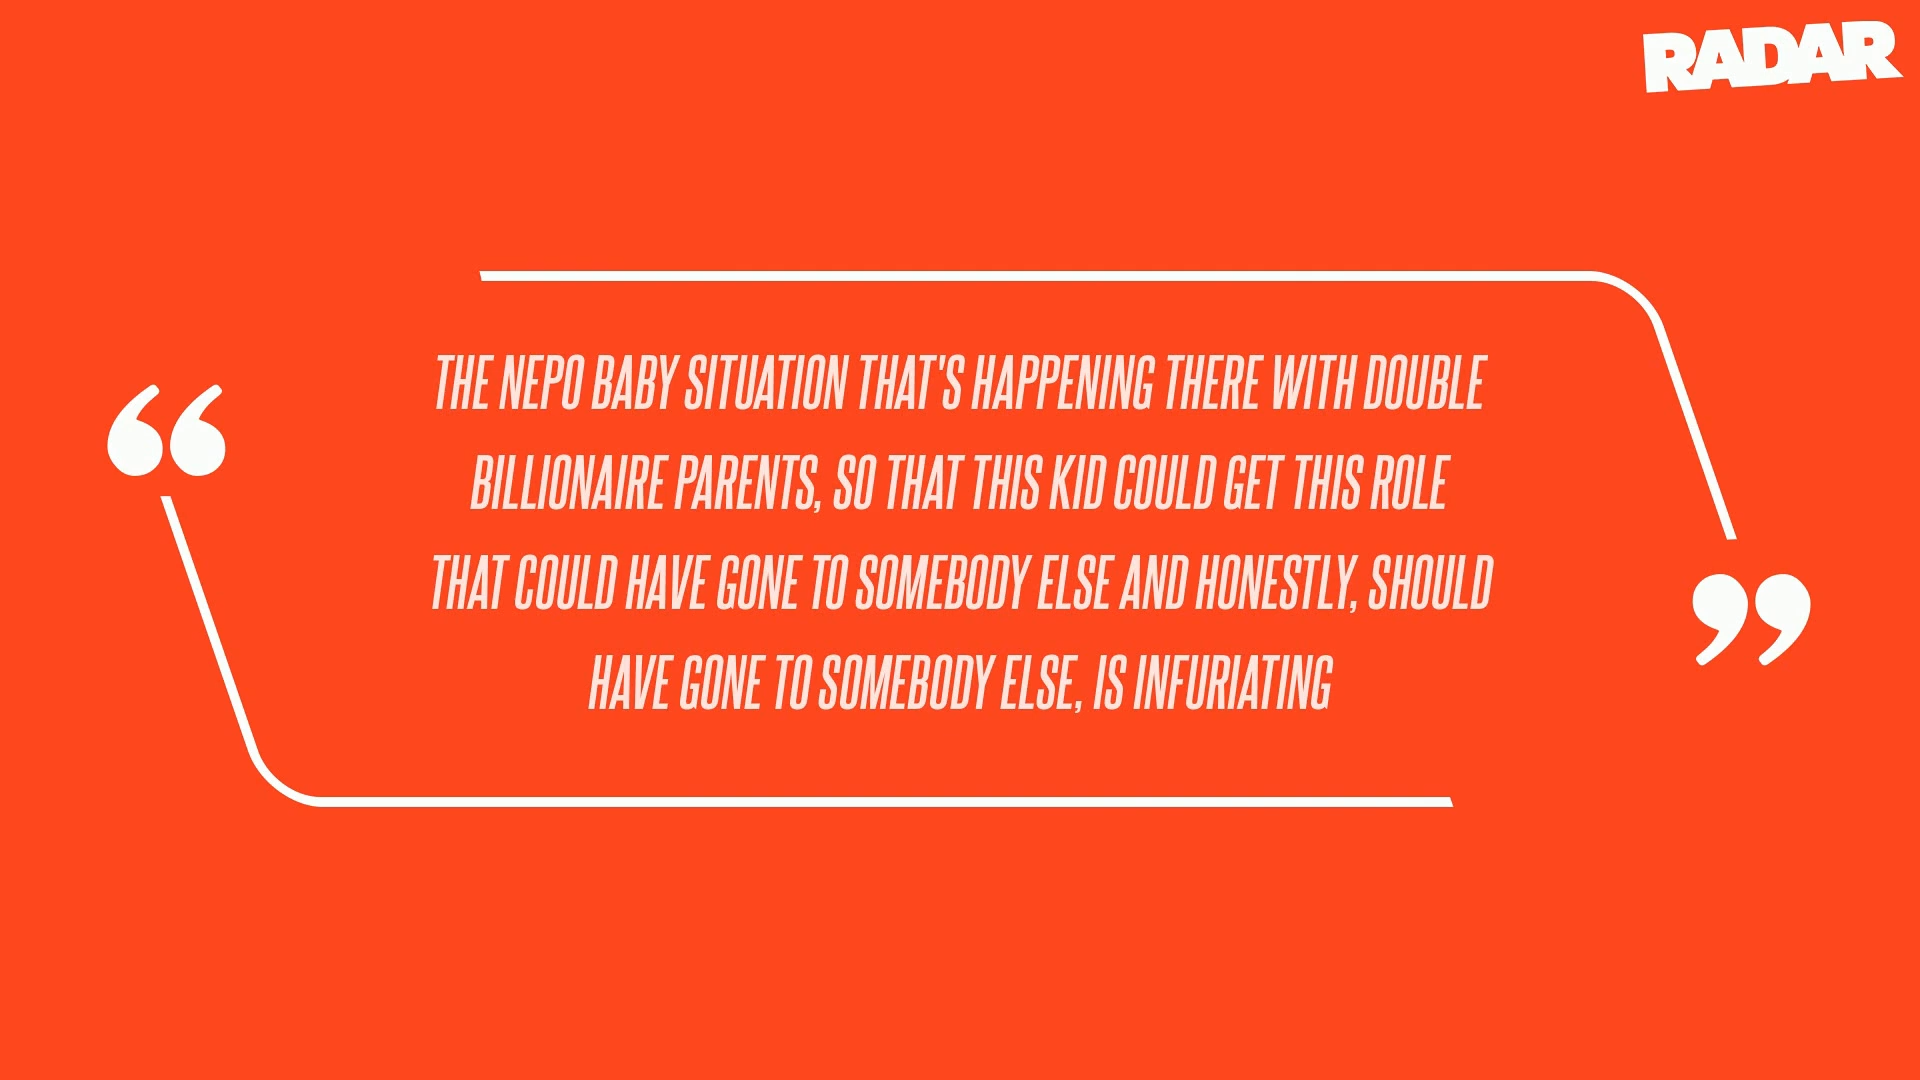 RADAR
THE NEPO BABY SITUATION THAT'S HAPPENING THERE WITH DOUBLE
BILLIONAIRE PARENTS, SO THAT THIS KID COULD GET THIS ROLE
THAT COULD HAVE GONE TO SOMEBODY ELSE AND HONESTLY, SHOULD
HAVE GONE TO SOMEBODY ELSE, IS INFURIATING